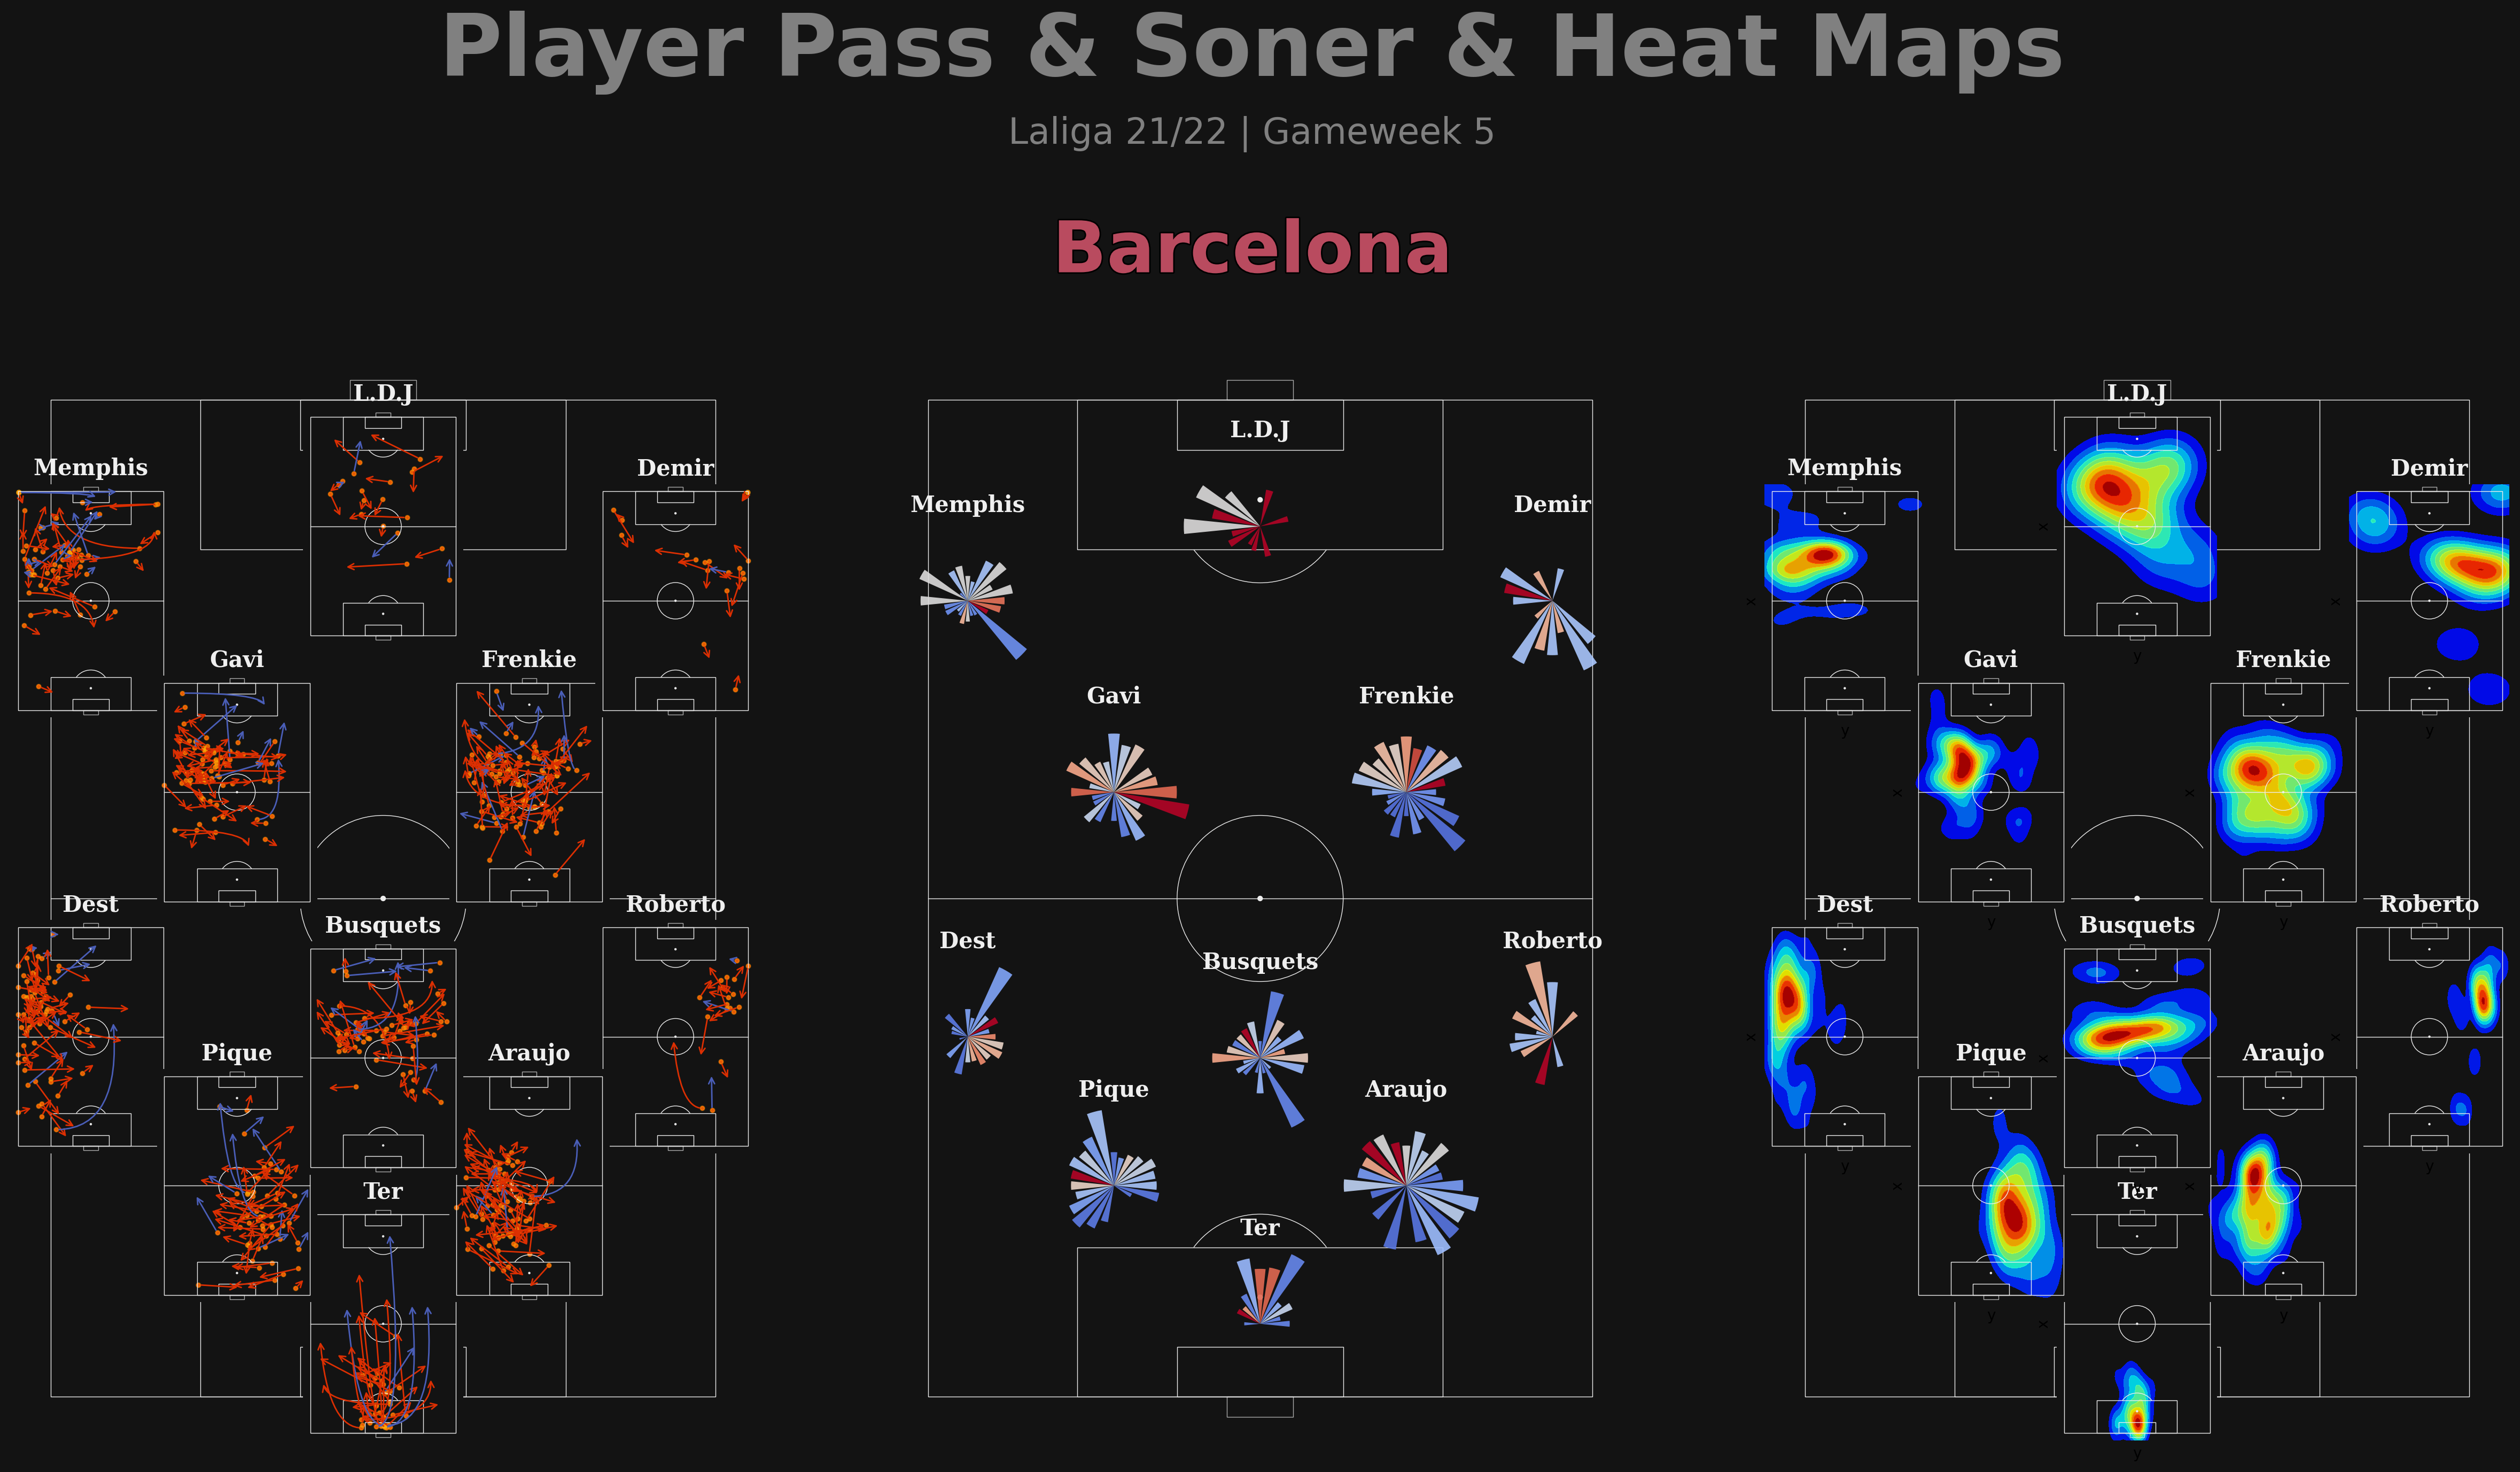 Player Pass & Soner & Heat Maps
Laliga 21/22 | Gameweek 5
Barcelona
L.D.J
Memphis
Demir
Gavi
Frenkie
Dest
Busquets
Roberto
Pique
Araujo
Ter
L.D.J
Memphis
Demir
Gavi
Frenkie
Dest
Busquets
Roberto
Pique
Araujo
Ter
L.D.J
Memphis
Demir
x
x
x
y
Gavi
Frenkie
y
y
x
x
Dest
Busquets
Roberto
y
y
x
x
Pique
Araujo
x
y
y
x
x
Ter
y
y
x
y